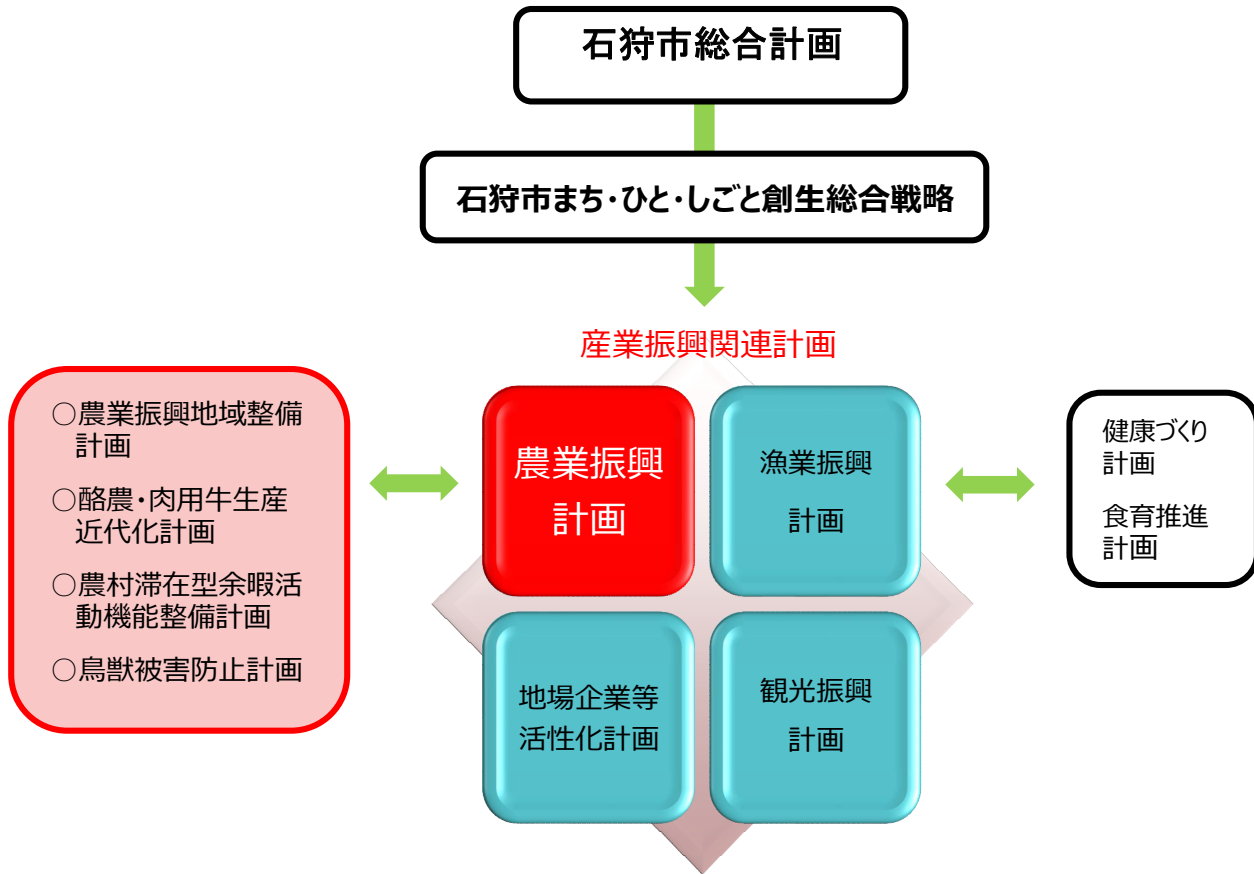 石狩市総合計画
石狩市まち・ひと・しごと創生総合戦略
産業振興関連計画
○農業振興地域整備
計画
○酪農・肉用牛生産
近代化計画
○農村滞在型余暇活
動機能整備計画
○鳥獣被害防止計画
農業振興
計画
漁業振興
計画
地場企業等
活性化計画
観光振興
計画
健康づくり
計画
食育推進
計画